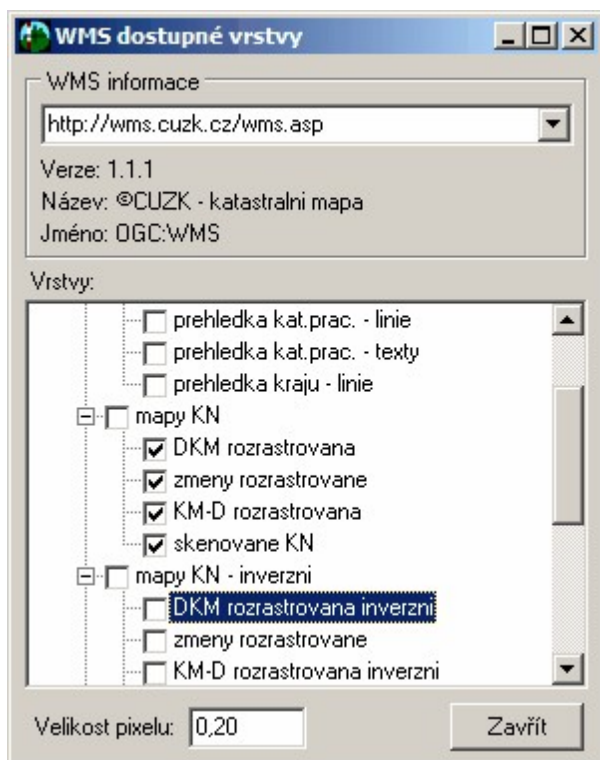 WMS dostupné vrstvy
WMS informace
http://wms.cuzk.cz/wms.asp
Verze: 1.1.1
Název: ©CUZK - katastralni mapa
Jméno: OGC:WMS
Vrstvy:
prehledka kat.prac. - linie
prehledka kat.prac. - texty
prehledka kraju - linie
mapy KN
DKM rozrastrovana
zmeny rozrastrovane
KM-D rozrastrovana
skenovane KN
mapy KN - inverzni
DKM rozrastrovana inverzni
zmeny rozrastrovane
KM-D rozrastrovana inverzni
Velikost pixelu: 0,20 Zavřít